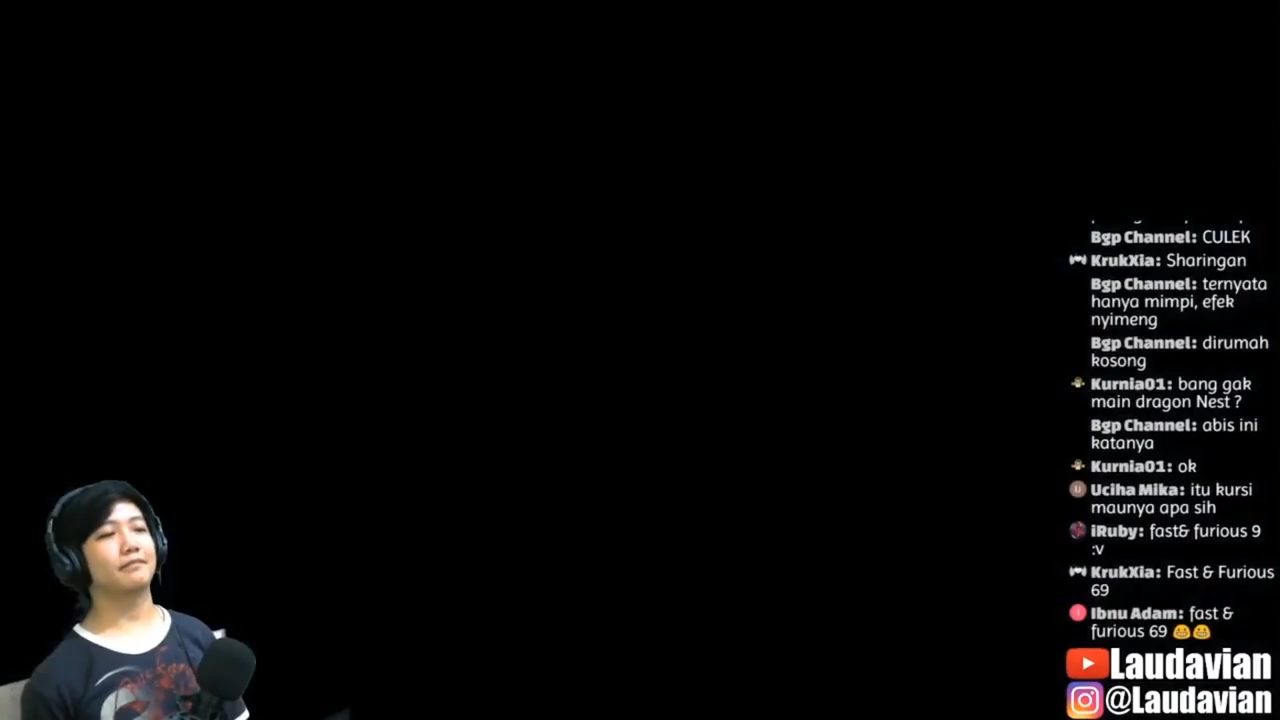 Bgp Channel: CULEK
KrukXia: Sharingan
Bgp Channel: ternyata
hanya mimpi, efek
nyimeng
Bgp Channel: dirumah
kosong
Kurnia01: bang gak
main dragon Nest ?
Bgp Channel: abis ini
katanya
Kurnia01: ok
Uciha Mika: itu kursi
maunya apa sih
iRuby: fast& furious 9
:v
KrukXia: Fast & Furious
69
Ibnu Adam: fast &
furious 69 😂😂
Laudavian
@Laudavian